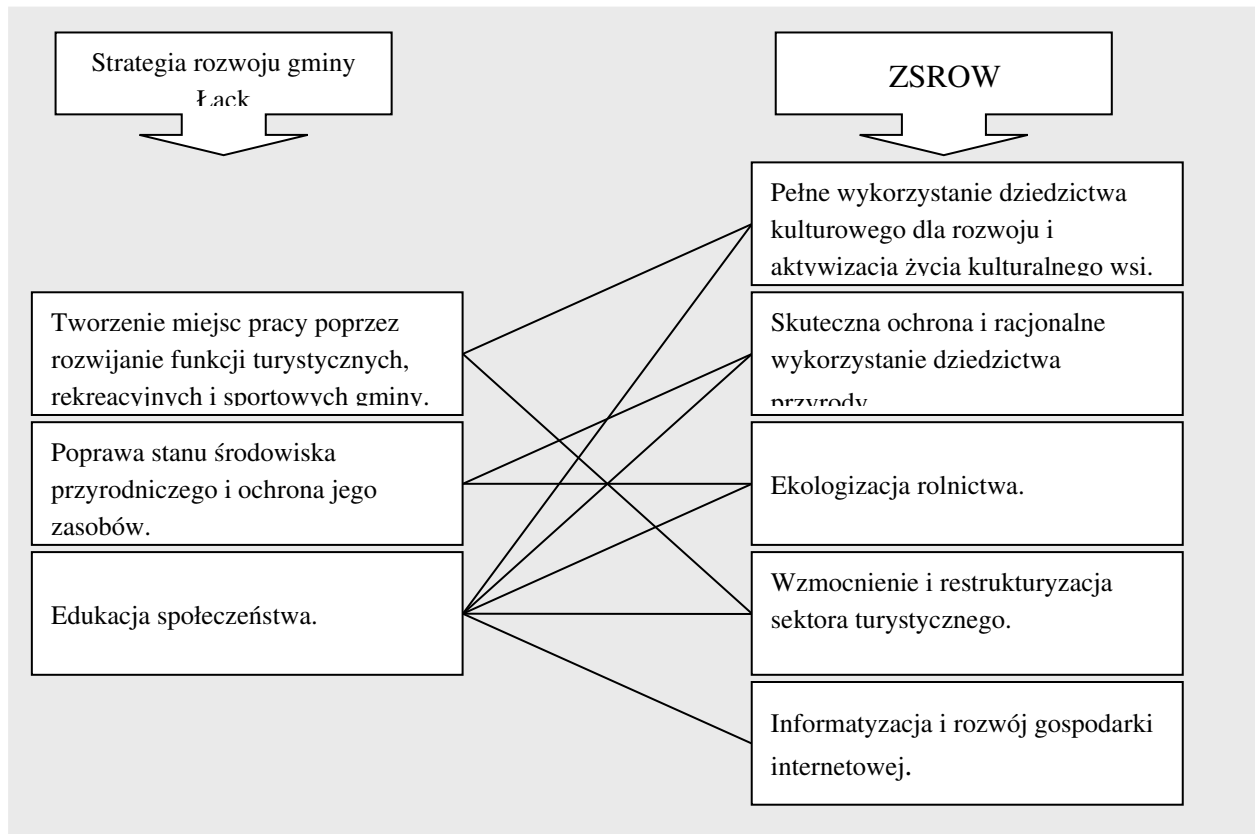 Strategia rozwoju gminy
Łąck
ZSROW
Pełne wykorzystanie dziedzictwa
kulturowego dla rozwoju i
aktywizacja życia kulturalnego wsi.
Tworzenie miejsc pracy poprzez
rozwijanie funkcji turystycznych,
rekreacyjnych i sportowych gminy.
Skuteczna ochrona i racjonalne
wykorzystanie dziedzictwa
przyrody.
Poprawa stanu środowiska
przyrodniczego i ochrona jego
zasobów.
Ekologizacja rolnictwa.
Edukacja społeczeństwa.
Wzmocnienie i restrukturyzacja
sektora turystycznego.
Informatyzacja i rozwój gospodarki
internetowej.